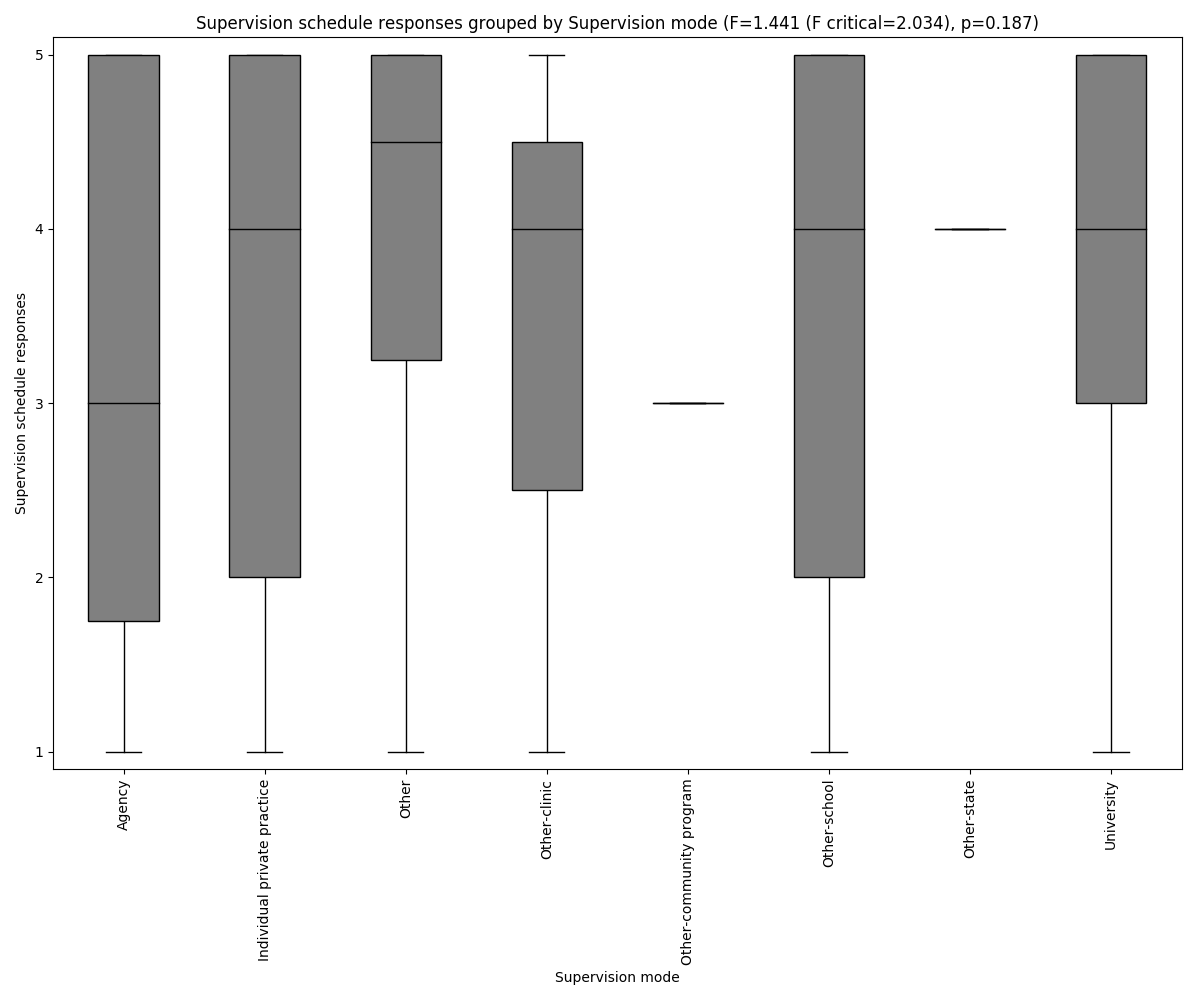 Supervision schedule responses grouped by Supervision mode (F=1.441 (F critical=2.034), p=0.187)
Supervision schedule responses
5
4
3
2
1
Agency
Individual private practice
Other
Other-clinic
Other-community program
Other-school
Other-state
University
Supervision mode